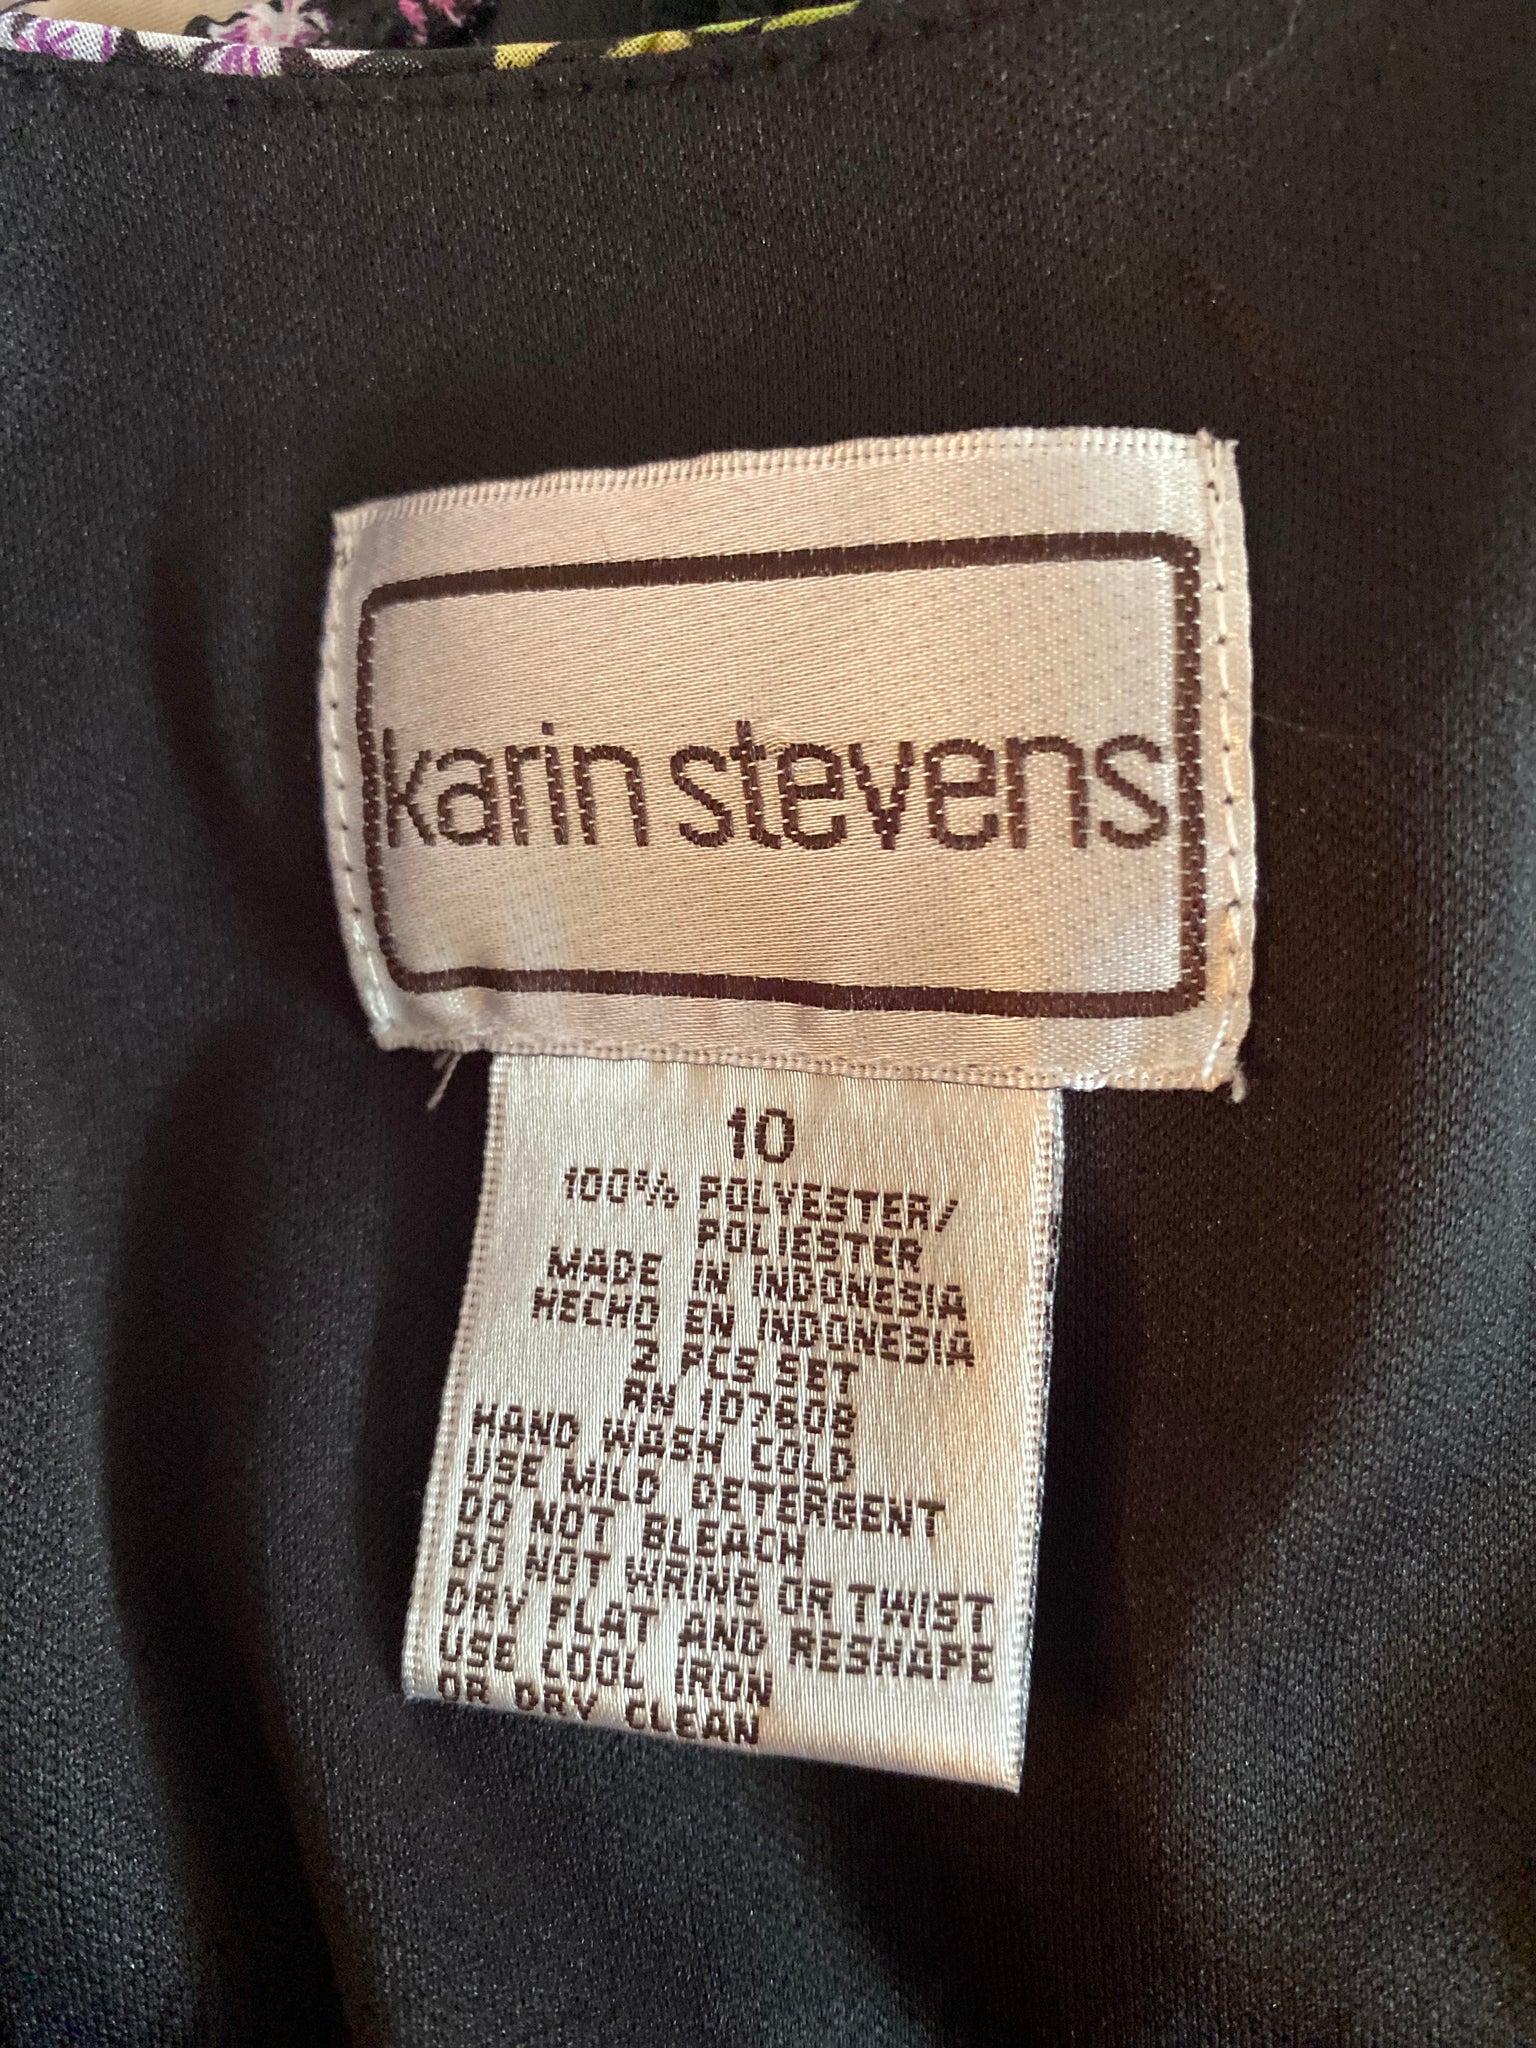 karin stevens
10
100% POLYESTER/
POLIESTER
MADE IN INDONESIA
HECHO EN INDONESIA
2 PCS SET
RN 107608
HAND WASH COLD
USE MILD DETERGENT
DO NOT BLEACH
DO NOT WRING OR TWIST
DRY FLAT AND RESHAPE
USE COOL IRON
OR DRY CLEAN